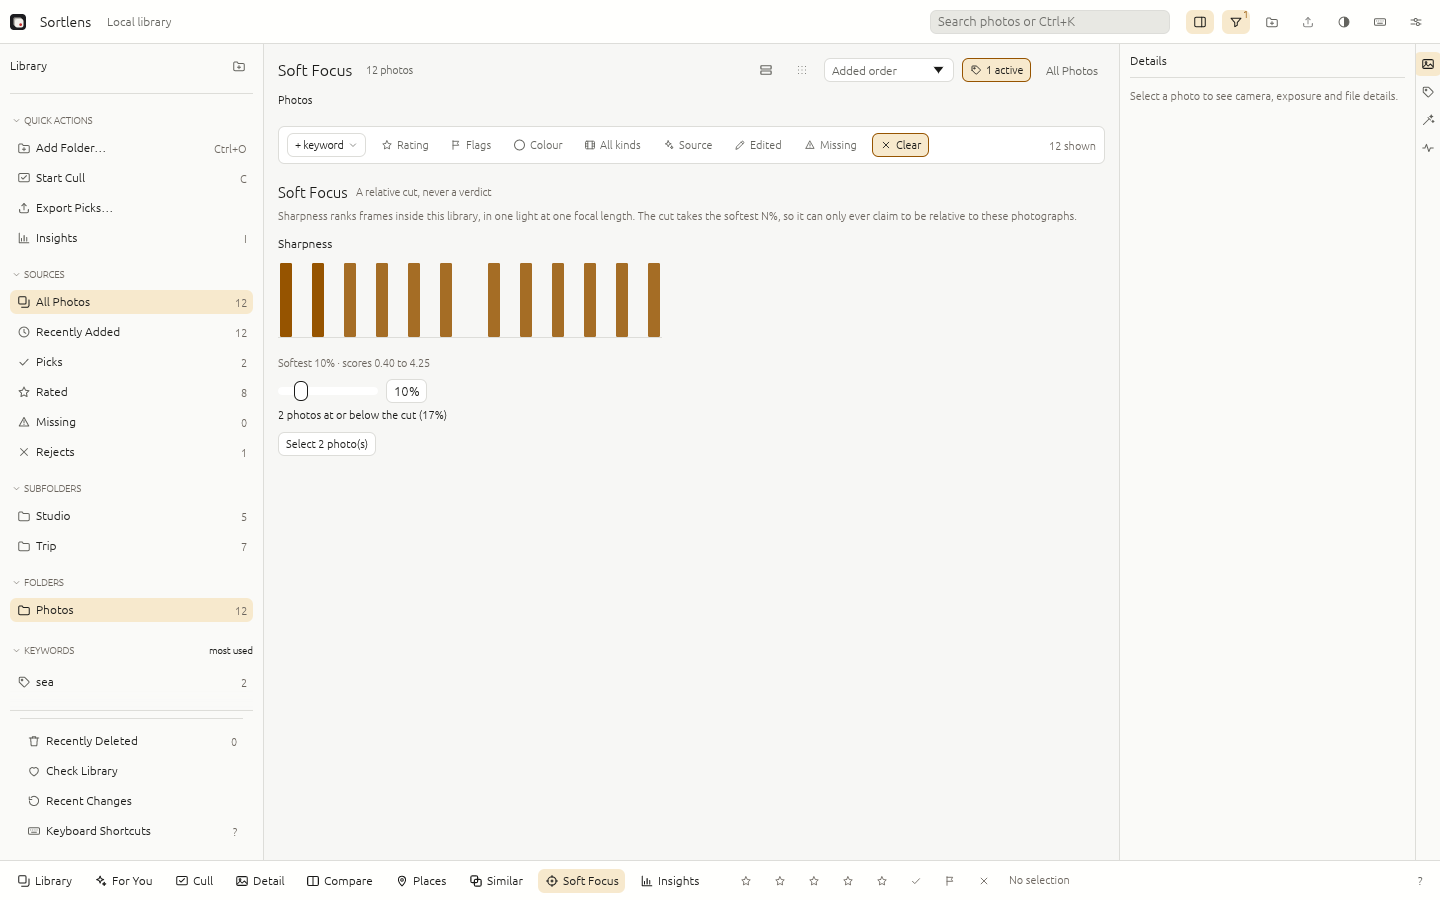 Sortlens
Local library
Search photos or Ctrl+K
1
Library
QUICK ACTIONS
Add Folder…
Ctrl+O
Start Cull
C
Export Picks…
Insights
I
SOURCES
All Photos
12
Recently Added
12
Picks
2
Rated
8
Missing
0
Rejects
1
SUBFOLDERS
Studio
5
Trip
7
FOLDERS
Photos
12
KEYWORDS
most used
sea
2
Recently Deleted
0
Check Library
Recent Changes
Keyboard Shortcuts
?
Soft Focus
12 photos
Added order
1 active
All Photos
Photos
+ keyword
Rating
Flags
Colour
All kinds
Source
Edited
Missing
Clear
12 shown
Soft Focus
A relative cut, never a verdict
Sharpness ranks frames inside this library, in one light at one focal length. The cut takes the softest N%, so it can only ever claim to be relative to these photographs.
Sharpness
Softest 10% · scores 0.40 to 4.25
10%
2 photos at or below the cut (17%)
Select 2 photo(s)
Details
Select a photo to see camera, exposure and file details.
Library
For You
Cull
Detail
Compare
Places
Similar
Soft Focus
Insights
No selection
?